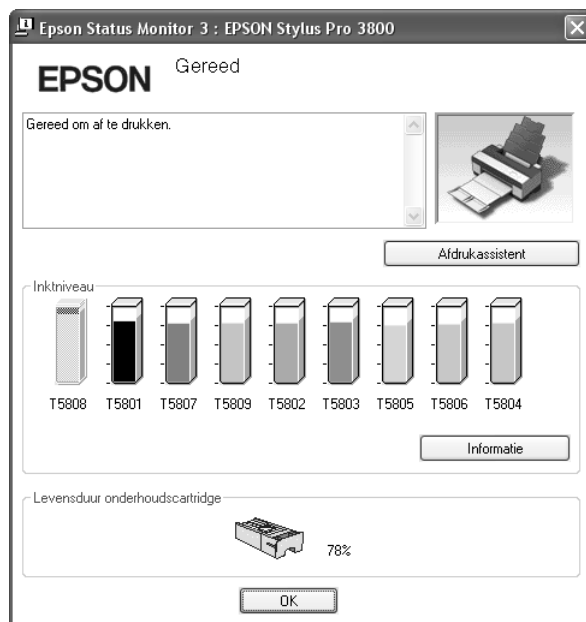 Epson Status Monitor 3 : EPSON Stylus Pro 3800
EPSON
Gereed
Gereed om af te drukken.
Afdrukassistent
Inktniveau
T5808 T5801 T5807 T5809 T5802 T5803 T5805 T5806 T5804
Informatie
Levensduur onderhoudscartridge
78%
OK